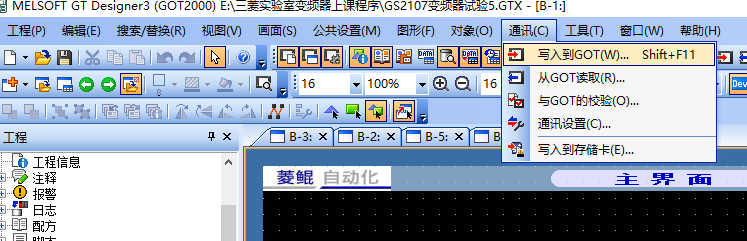 MELSOFT GT Designer3 (GOT2000) E:\三菱实验室变频器上课程序\GS2107变频器试验5.GTX - [B-1:]
工程(P) 编辑(E) 搜索/替换(R) 视图(V) 画面(S) 公共设置(M) 图形(F) 对象(O) 通讯(C) 工具(T) 窗口(W) 帮助(H)
写入到GOT(W)... Shift+F11
16 100%
从GOT读取(R)...
Dev
与GOT的校验(O)...
通讯设置(C)...
工程
B-3: B-2: B-5:
写入到存储卡(E)...
工程信息
注释
菱鲲 自动化
主界面
报警
日志
配方